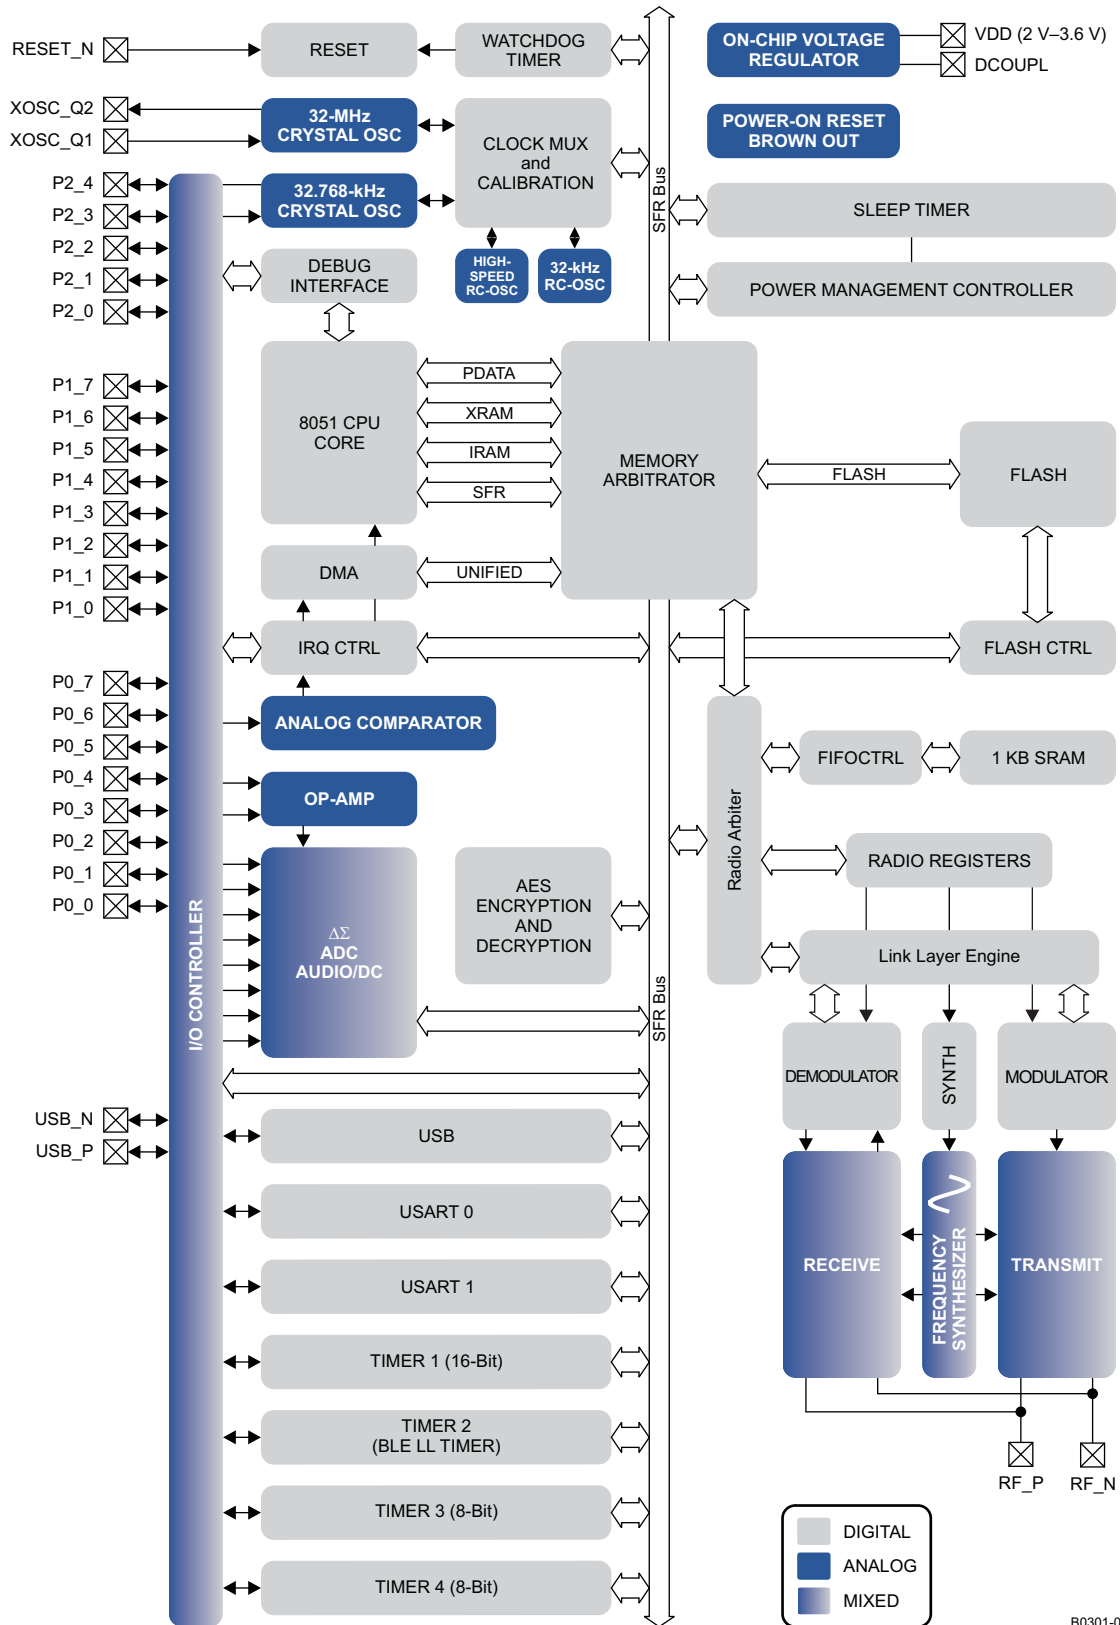 RESET_N
RESET
WATCHDOG
TIMER
ON-CHIP VOLTAGE
REGULATOR
VDD (2 V–3.6 V)
DCOUPL
XOSC_Q2
XOSC_Q1
32-MHz
CRYSTAL OSC
CLOCK MUX
and
CALIBRATION
POWER-ON RESET
BROWN OUT
SFR Bus
P2_4
P2_3
P2_2
P2_1
P2_0
32.768-kHz
CRYSTAL OSC
HIGH-
SPEED
RC-OSC
32-kHz
RC-OSC
SLEEP TIMER
DEBUG
INTERFACE
POWER MANAGEMENT CONTROLLER
P1_7
P1_6
P1_5
P1_4
P1_3
P1_2
P1_1
P1_0
8051 CPU
CORE
PDATA
XRAM
IRAM
SFR
MEMORY
ARBITRATOR
FLASH
FLASH
DMA
UNIFIED
IRQ CTRL
FLASH CTRL
P0_7
P0_6
P0_5
P0_4
P0_3
P0_2
P0_1
P0_0
ANALOG COMPARATOR
OP-AMP
Radio Arbiter
FIFOCTRL
1 KB SRAM
RADIO REGISTERS
AES
ENCRYPTION
AND
DECRYPTION
ΔΣ
ADC
AUDIO/DC
I/O CONTROLLER
Link Layer Engine
SFR Bus
DEMODULATOR
SYNTH
MODULATOR
USB_N
USB_P
USB
USART 0
USART 1
TIMER 1 (16-Bit)
TIMER 2
(BLE LL TIMER)
TIMER 3 (8-Bit)
TIMER 4 (8-Bit)
RECEIVE
FREQUENCY
SYNTHESIZER
TRANSMIT
RF_P
RF_N
DIGITAL
ANALOG
MIXED